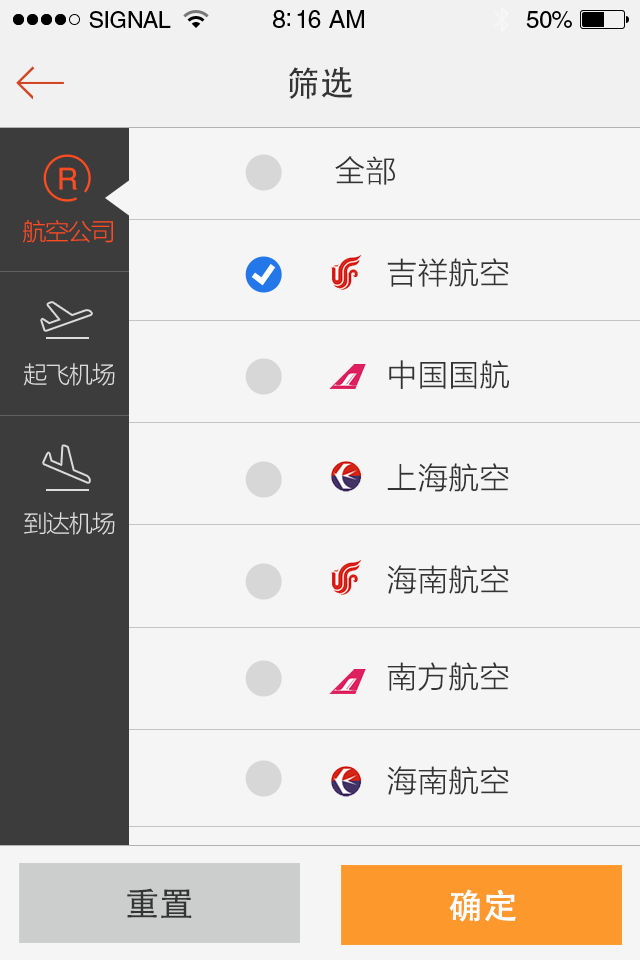 SIGNAL 8:16 AM 50%
筛选
R
航空公司
起飞机场
到达机场
全部
吉祥航空
中国国航
上海航空
海南航空
南方航空
海南航空
重置
确定